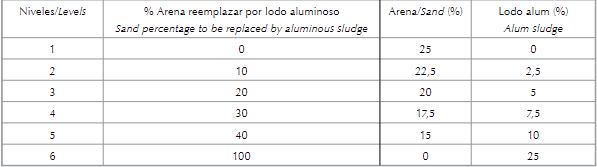 Niveles/Levels % Arena reemplazar por lodo aluminoso Arena/Sand (%) Lodo alum (%)
Sand percentage to be replaced by aluminous sludge Alum sludge
1 0 25 0
2 10 22,5 2,5
3 20 20 5
4 30 17,5 7,5
5 40 15 10
6 100 0 25